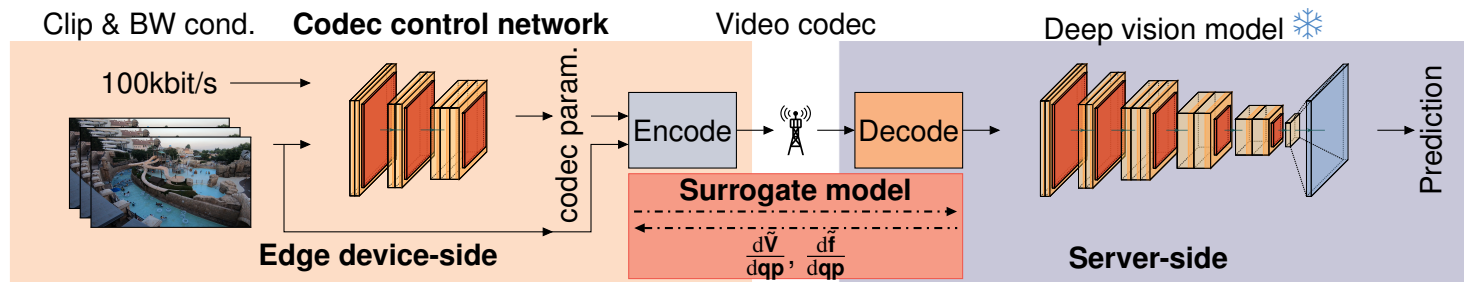 Clip & BW cond.
Codec control network
Video codec
Deep vision model
100kbit/s
codec param.
Encode
Decode
Prediction
Surrogate model
dṼ/dqp, df̃/dqp
Edge device-side
Server-side